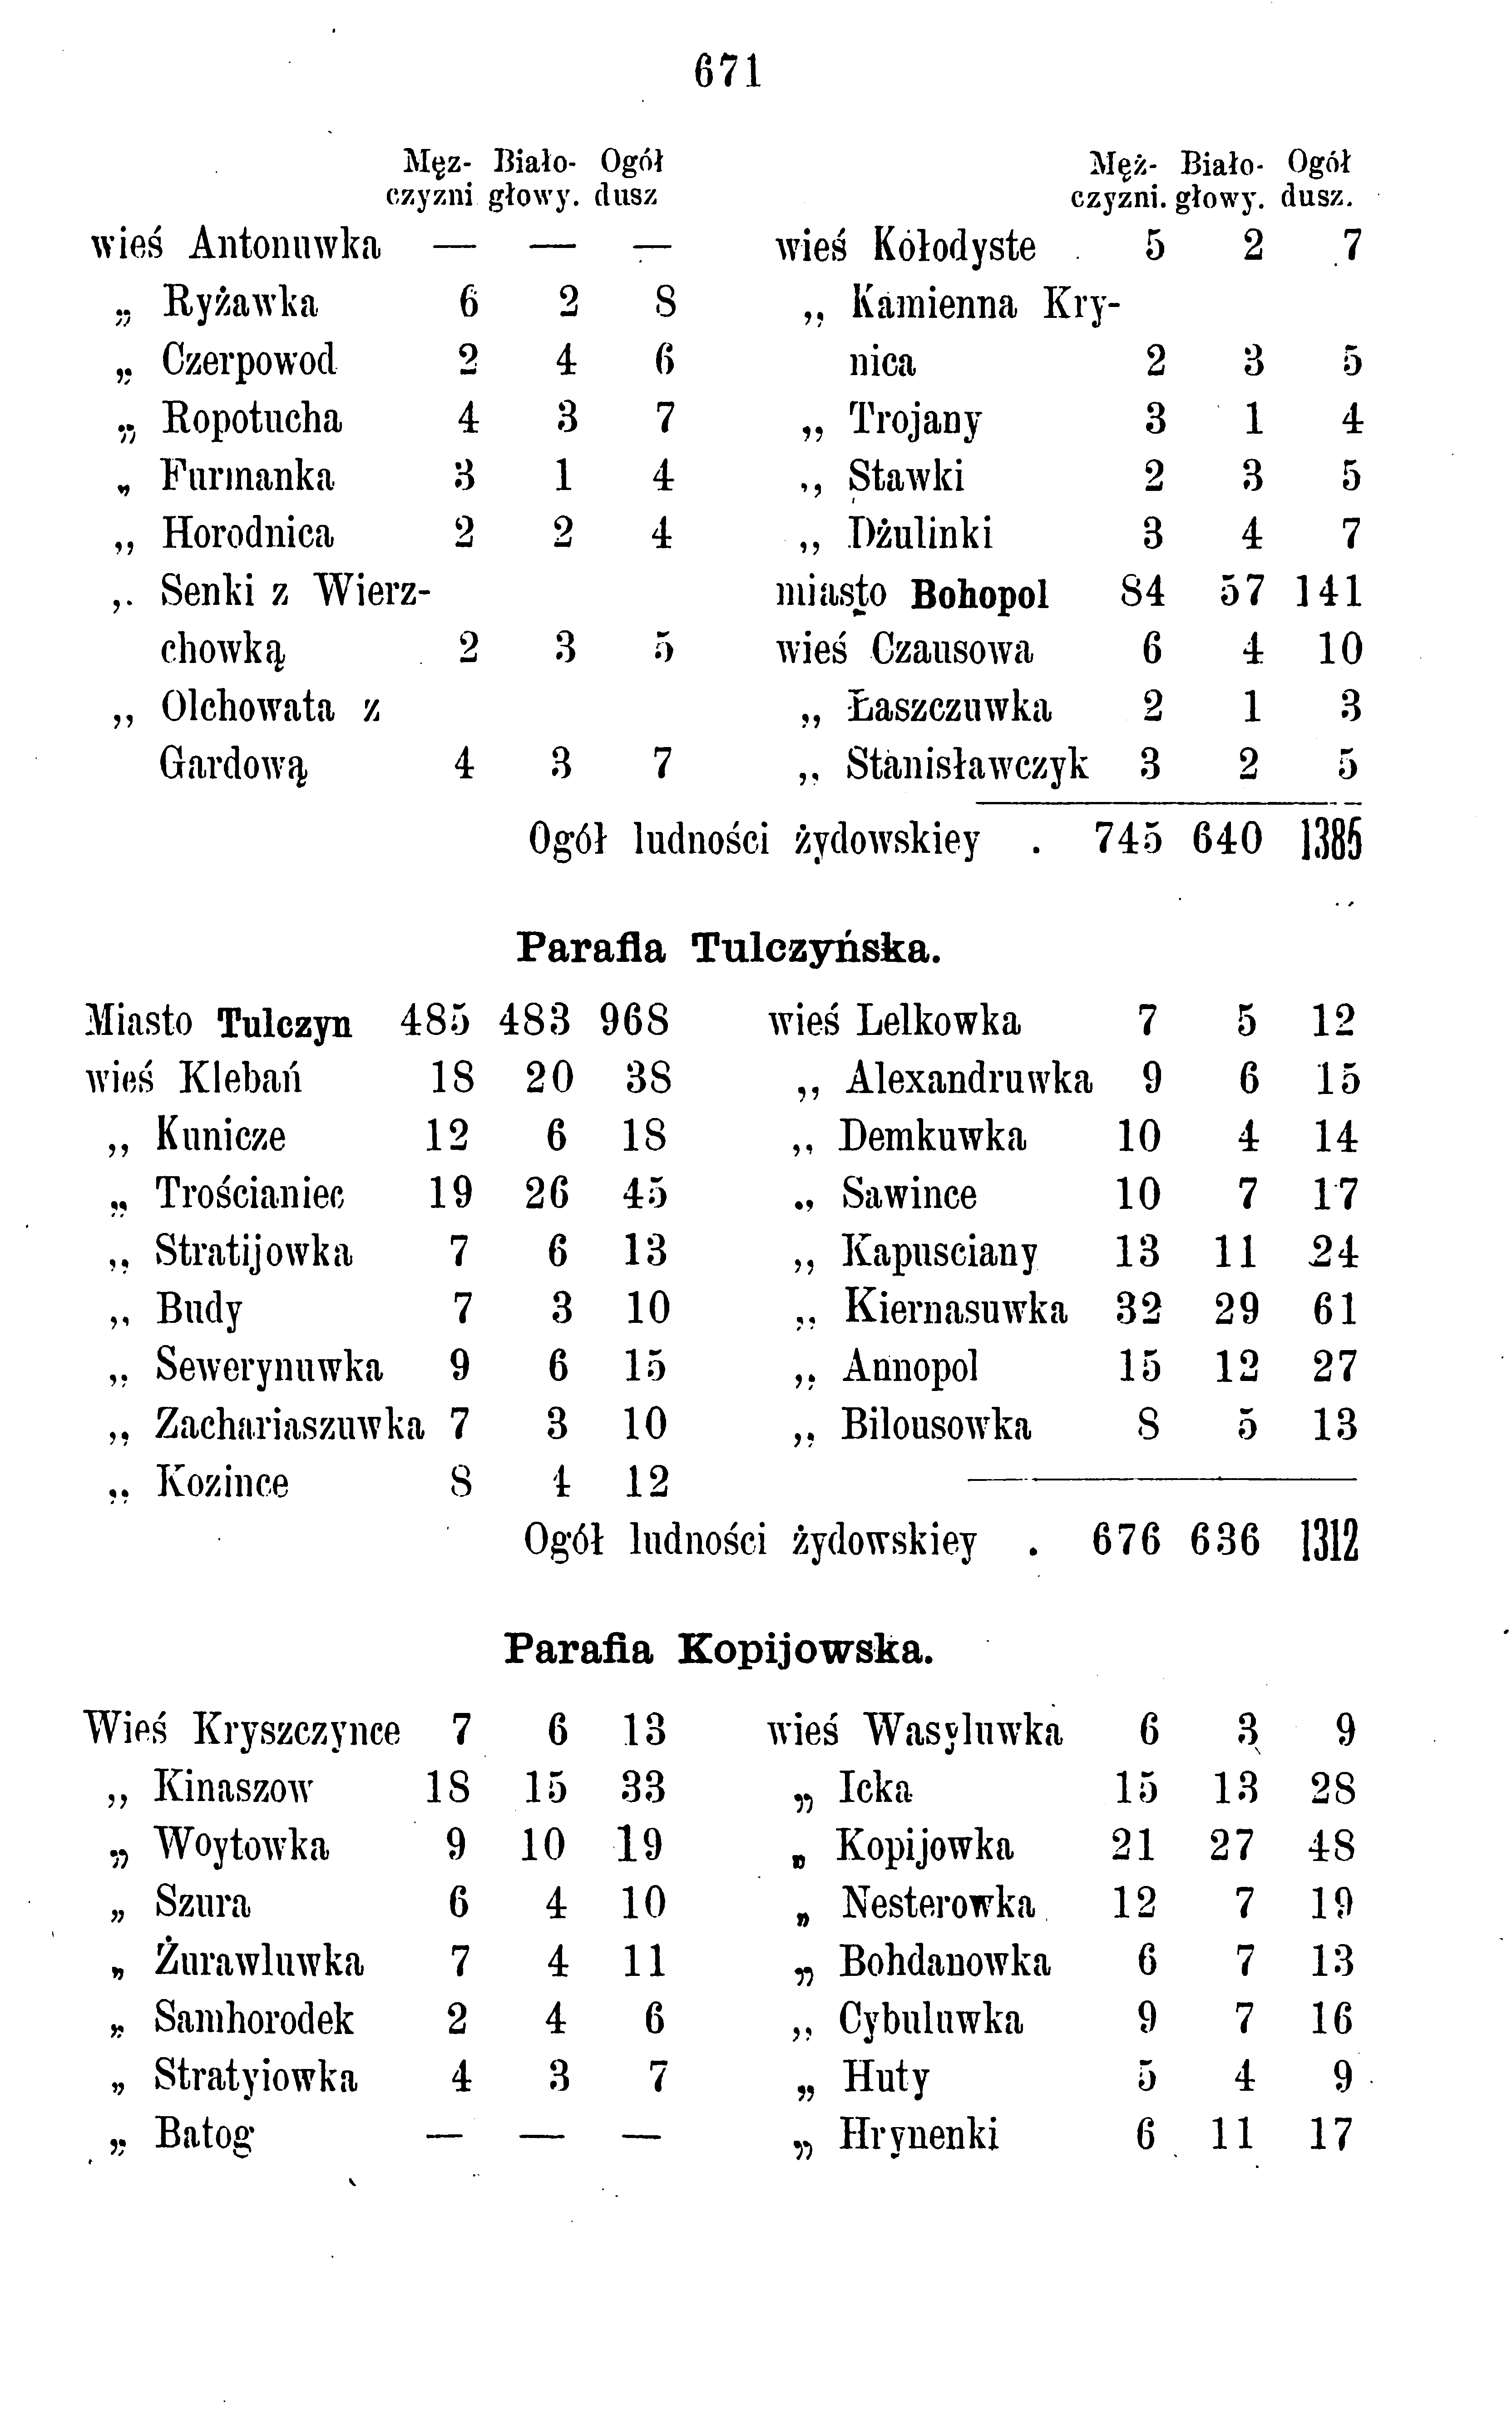 671
Męz- Biało- Ogół
czyzni głowy. dusz
wieś Antonuwka — — —
„ Ryżawka 6 2 8
„ Czerpowod 2 4 6
„ Ropotucha 4 3 7
„ Furmanka 3 1 4
„ Horodnica 2 2 4
„ Senki z Wierz-
chowką 2 3 5
„ Olchowata z
Gardową 4 3 7
Męż- Biało- Ogół
czyzni. głowy. dusz.
wieś Kołodyste 5 2 7
„ Kamienna Kry-
nica 2 3 5
„ Trojany 3 1 4
„ Stawki 2 3 5
„ Dżulinki 3 4 7
miasto Bohopol 84 57 141
wieś Czausowa 6 4 10
„ Łaszczuwka 2 1 3
„ Stanisławczyk 3 2 5
Ogół ludności żydowskiey . 745 640 1385
Parafia Tulczyńska.
Miasto Tulczyn 485 483 968
wieś Klebań 18 20 38
„ Kunicze 12 6 18
„ Trościaniec 19 26 45
„ Stratijowka 7 6 13
„ Budy 7 3 10
„ Sewerynuwka 9 6 15
„ Zachariaszuwka 7 3 10
„ Kozince 8 4 12
wieś Lelkowka 7 5 12
„ Alexandruwka 9 6 15
„ Demkuwka 10 4 14
„ Sawince 10 7 17
„ Kapusciany 13 11 24
„ Kiernasuwka 32 29 61
„ Annopol 15 12 27
„ Bilousowka 8 5 13
Ogół ludności żydowskiey . 676 636 1312
Parafia Kopijowska.
Wieś Kryszczynce 7 6 13
„ Kinaszow 18 15 33
„ Woytowka 9 10 19
„ Szura 6 4 10
„ Żurawluwka 7 4 11
„ Samhorodek 2 4 6
„ Stratyiowka 4 3 7
„ Batog — — —
wieś Wasyluwka 6 3 9
„ Icka 15 13 28
„ Kopijowka 21 27 48
„ Nesterowka 12 7 19
„ Bohdanowka 6 7 13
„ Cybuluwka 9 7 16
„ Huty 5 4 9
„ Hrynenki 6 11 17